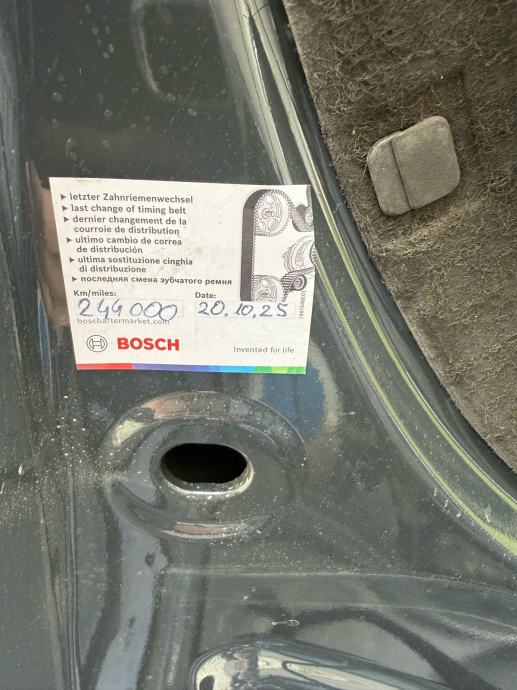 ▸ letzter Zahnriemenwechsel
▸ last change of timing belt
▸ dernier changement de la
courroie de distribution
▸ ultimo cambio de correa
de distribución
▸ ultima sostituzione cinghia
di distribuzione
▸ последняя смена зубчатого ремня
Km/miles: Date:
244000 20.10.25
boschaftermarket.com
BOSCH Invented for life